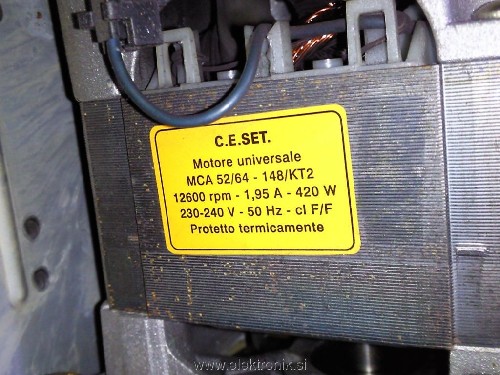 C.E.SET.
Motore universale
MCA 52/64 - 148/KT2
12600 rpm - 1,95 A - 420 W
230-240 V - 50 Hz - cl F/F
Protetto termicamente
www.elektronix.si